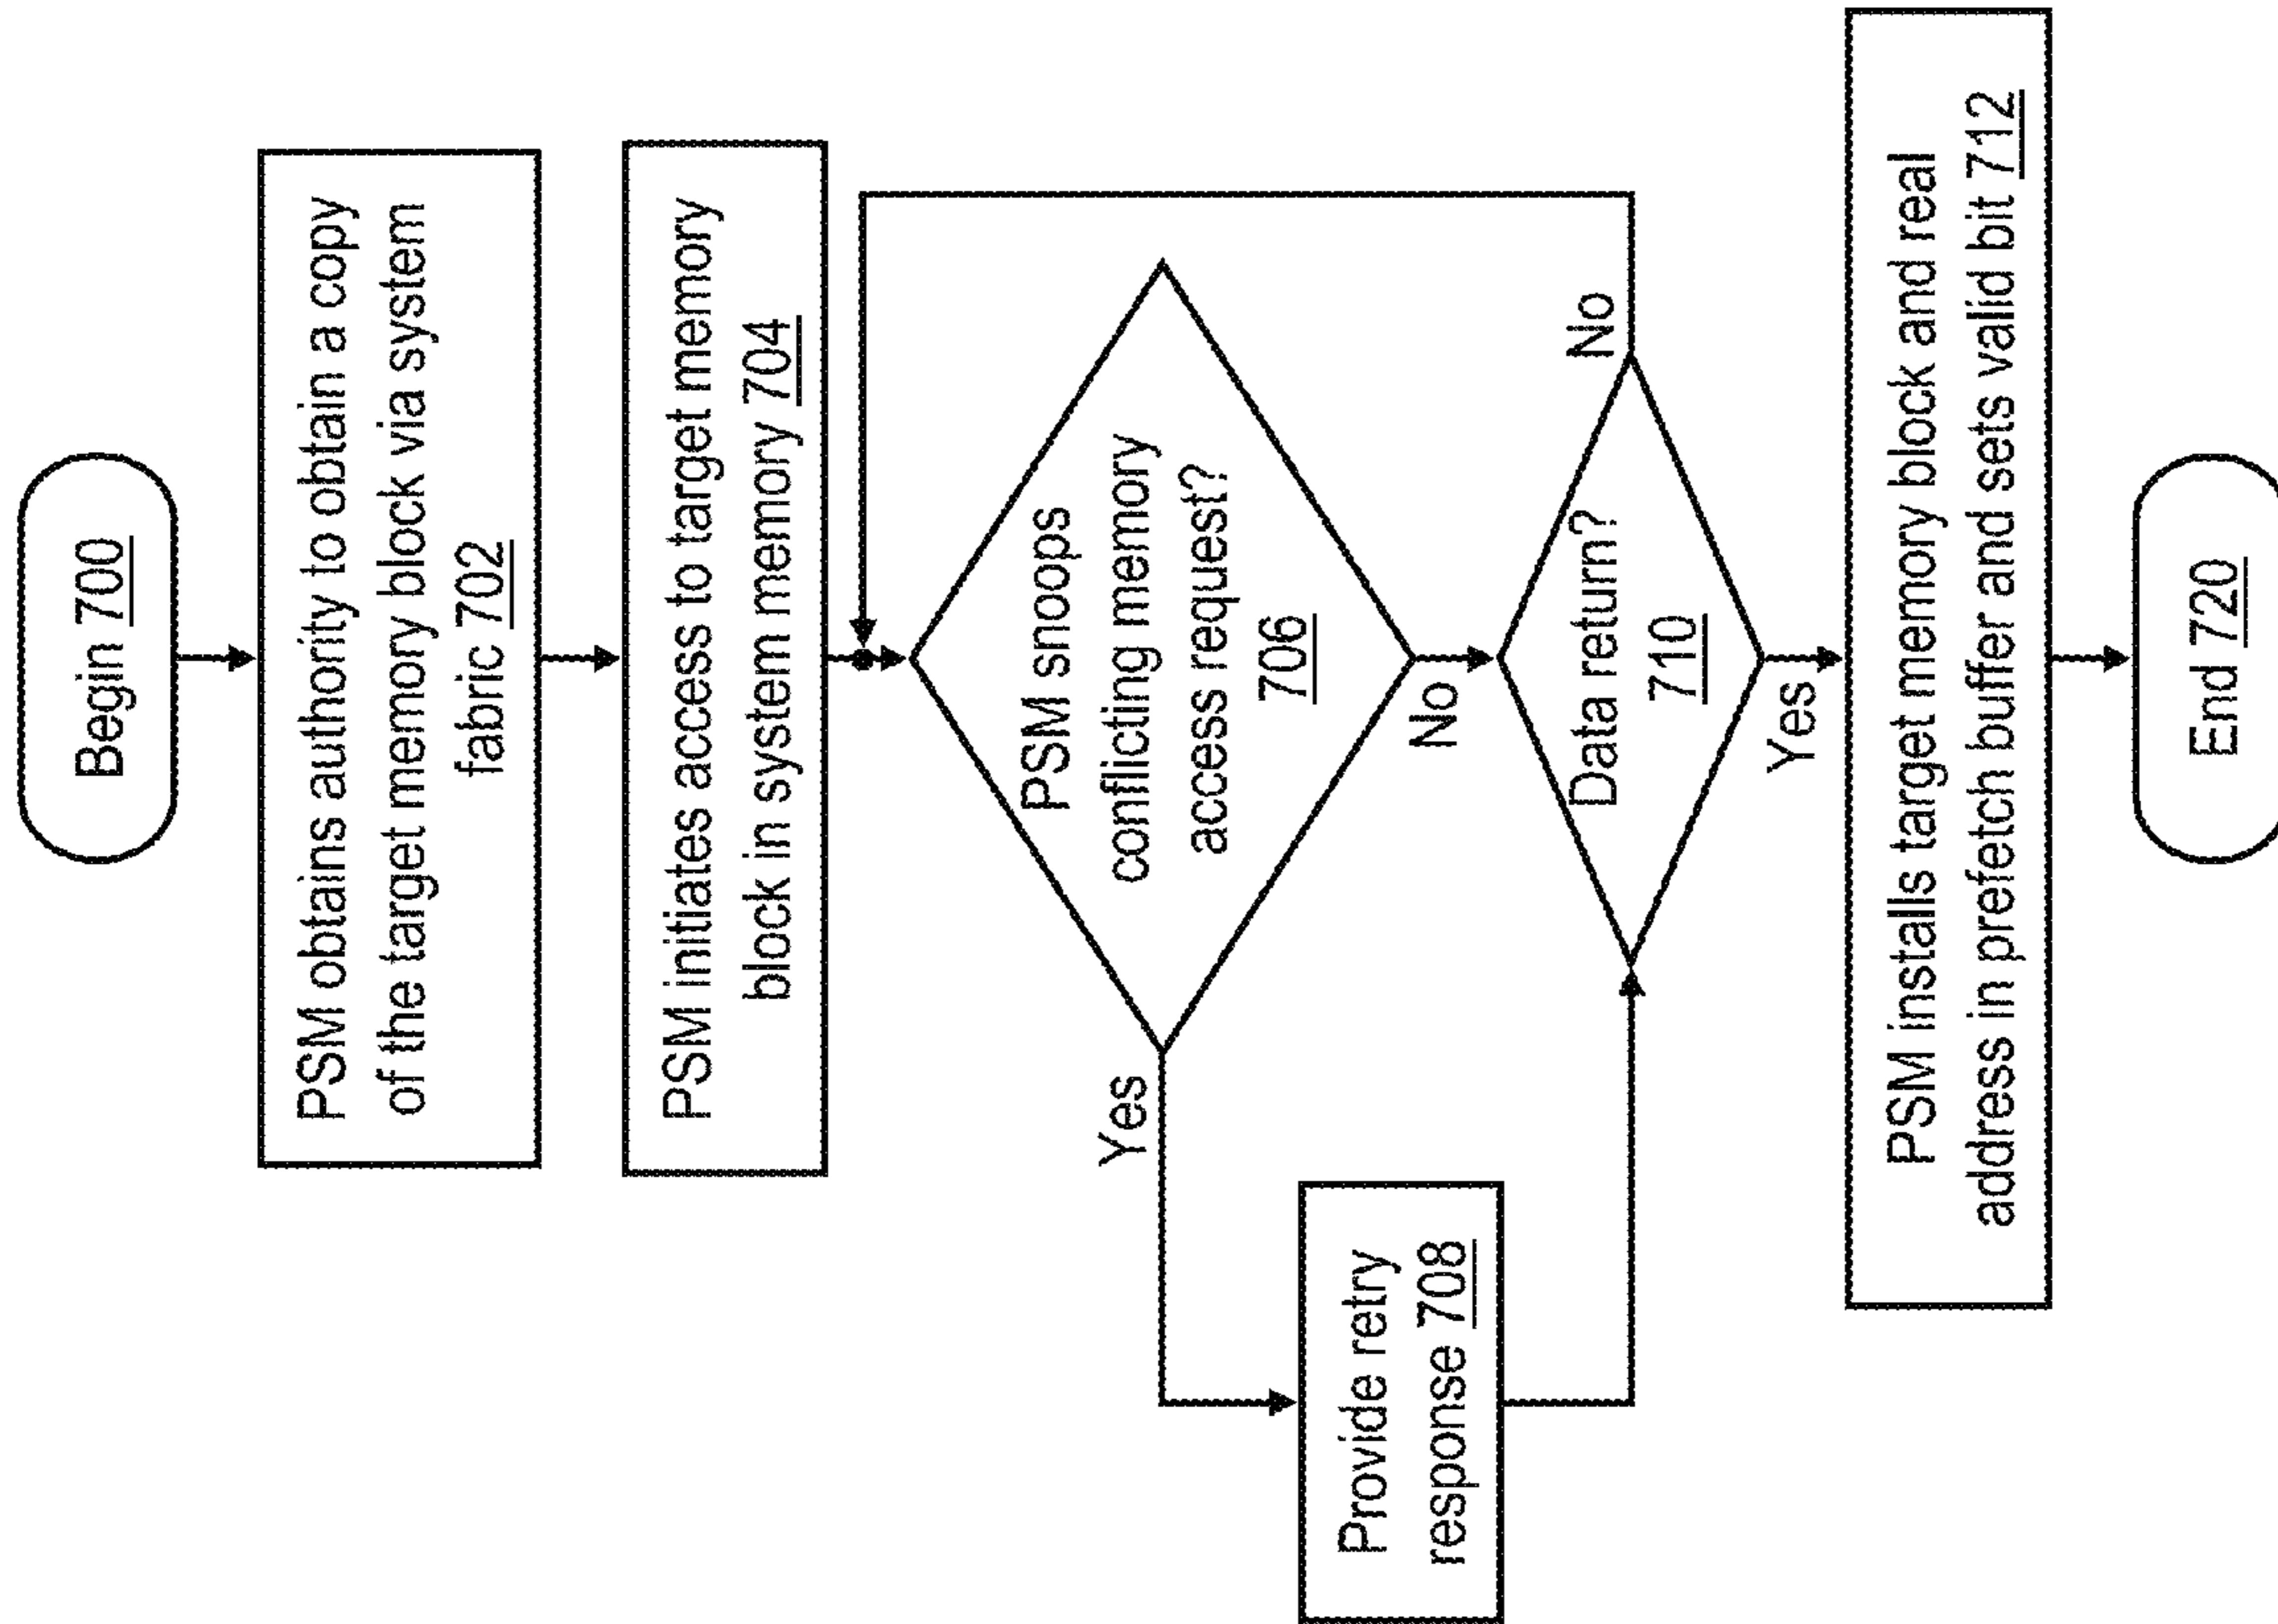 Begin 700
PSM obtains authority to obtain a copy
of the target memory block via system
fabric 702
PSM initiates access to target memory
block in system memory 704
PSM snoops
conflicting memory
access request?
706
Yes
No
Provide retry
response 708
Data return?
710
No
Yes
PSM installs target memory block and real
address in prefetch buffer and sets valid bit 712
End 720